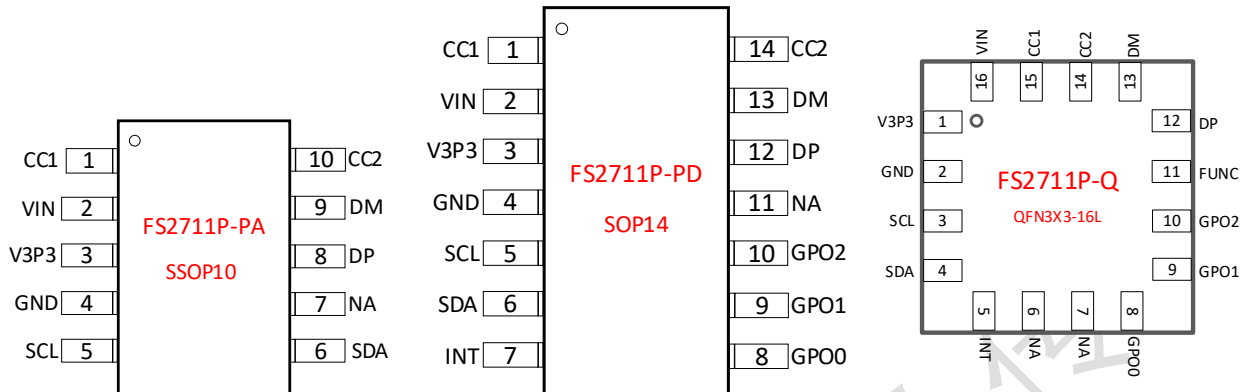 CC1 1
VIN 2
V3P3 3
GND 4
SCL 5
10 CC2
9 DM
8 DP
7 NA
6 SDA
FS2711P-PA
SSOP10
CC1 1
VIN 2
V3P3 3
GND 4
SCL 5
SDA 6
INT 7
14 CC2
13 DM
12 DP
11 NA
10 GPO2
9 GPO1
8 GPO0
FS2711P-PD
SOP14
VIN 16
CC1 15
CC2 14
DM 13
V3P3 1
GND 2
SCL 3
SDA 4
12 DP
11 FUNC
10 GPO2
9 GPO1
FS2711P-Q
QFN3X3-16L
5 INT
6 NA
7 NA
8 GPO0